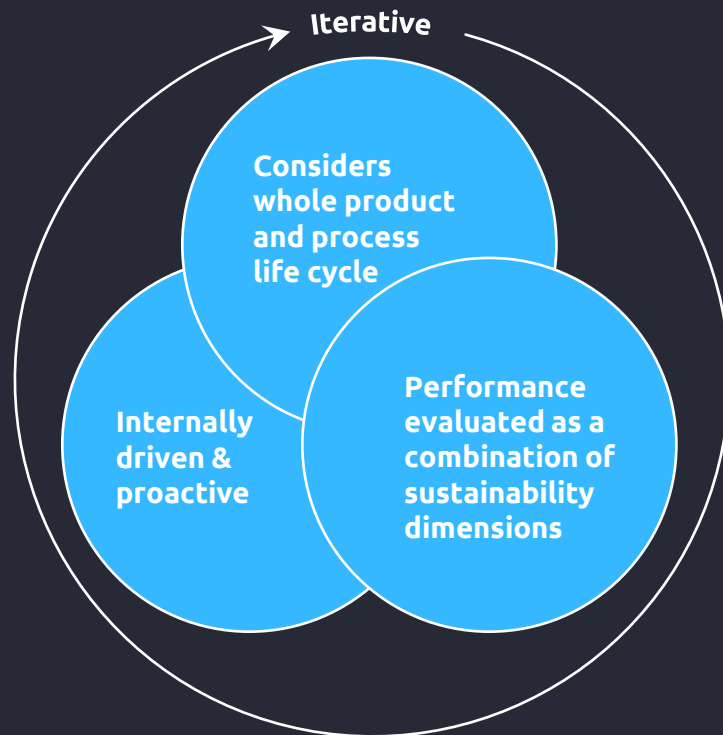 Iterative
Considers
whole product
and process
life cycle
Internally
driven &
proactive
Performance
evaluated as a
combination of
sustainability
dimensions